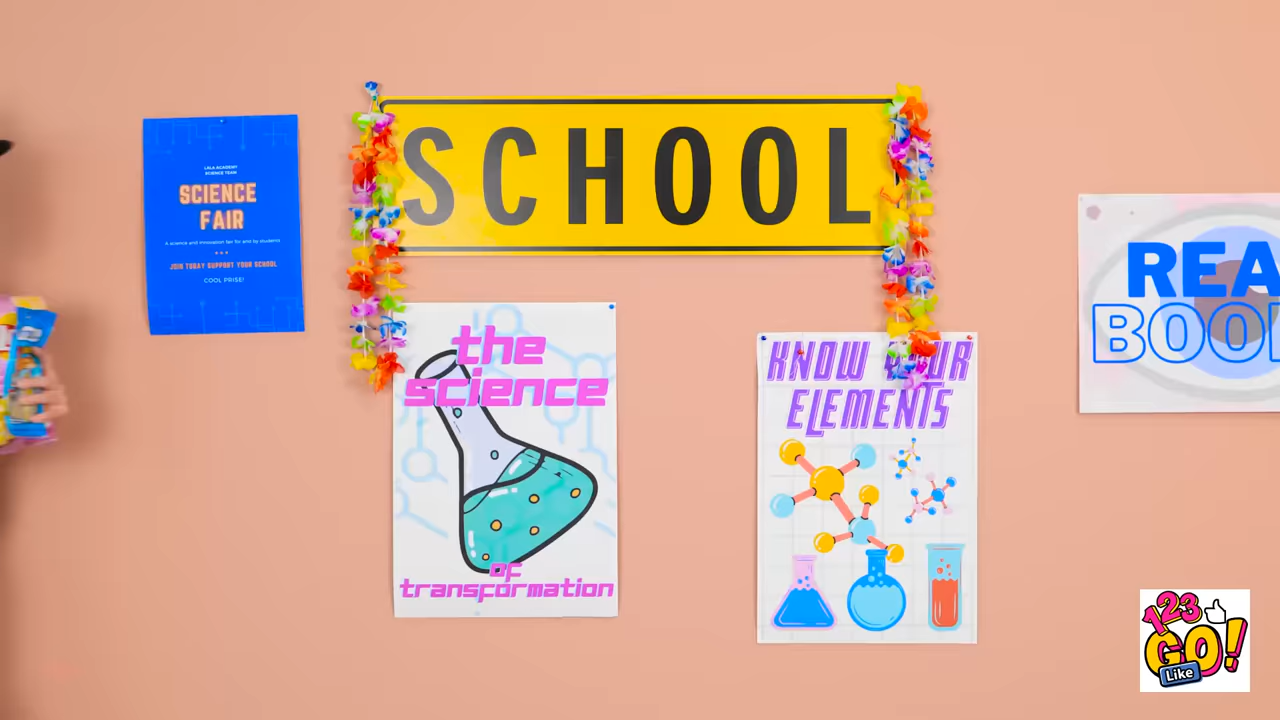 SCHOOL
LALA ACADEMY
SCIENCE TEAM
SCIENCE
FAIR
A science and innovation fair for and by students
JOIN TODAY SUPPORT YOUR SCHOOL
COOL PRISE!
the
science
of
transformation
KNOW YOUR
ELEMENTS
REA
BOO
123
GO!
Like